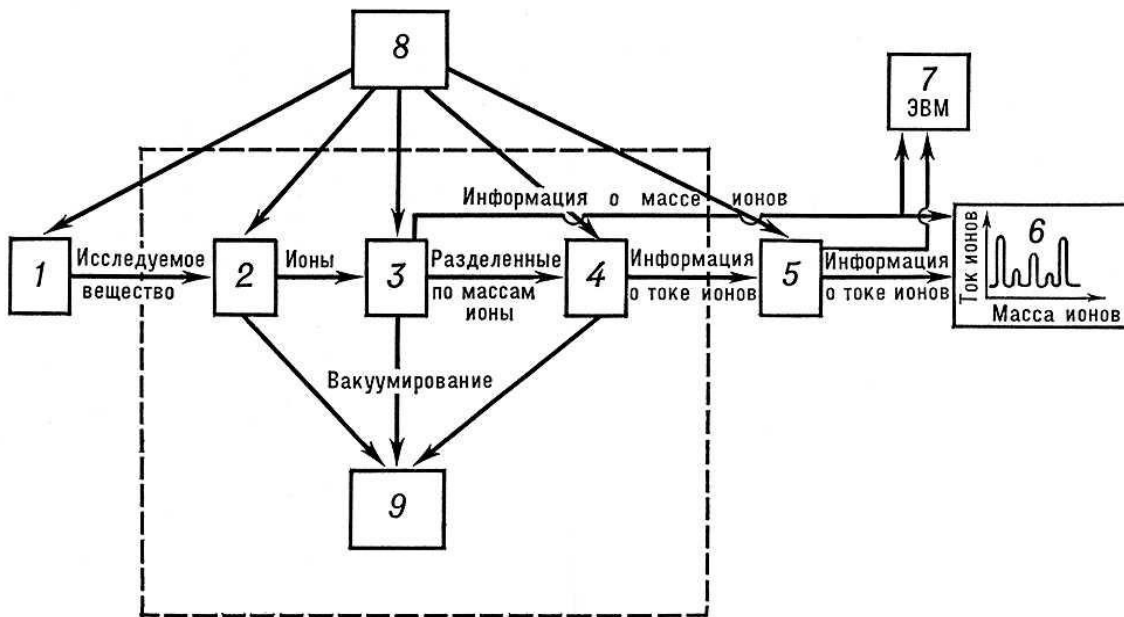 8
7
ЭВМ
Информация о массе ионов
1
Исследуемое
вещество
2
Ионы
3
Разделенные
по массам
ионы
4
Информация
о токе ионов
5
Информация
о токе ионов
6
Ток ионов
Масса ионов
Вакуумирование
9